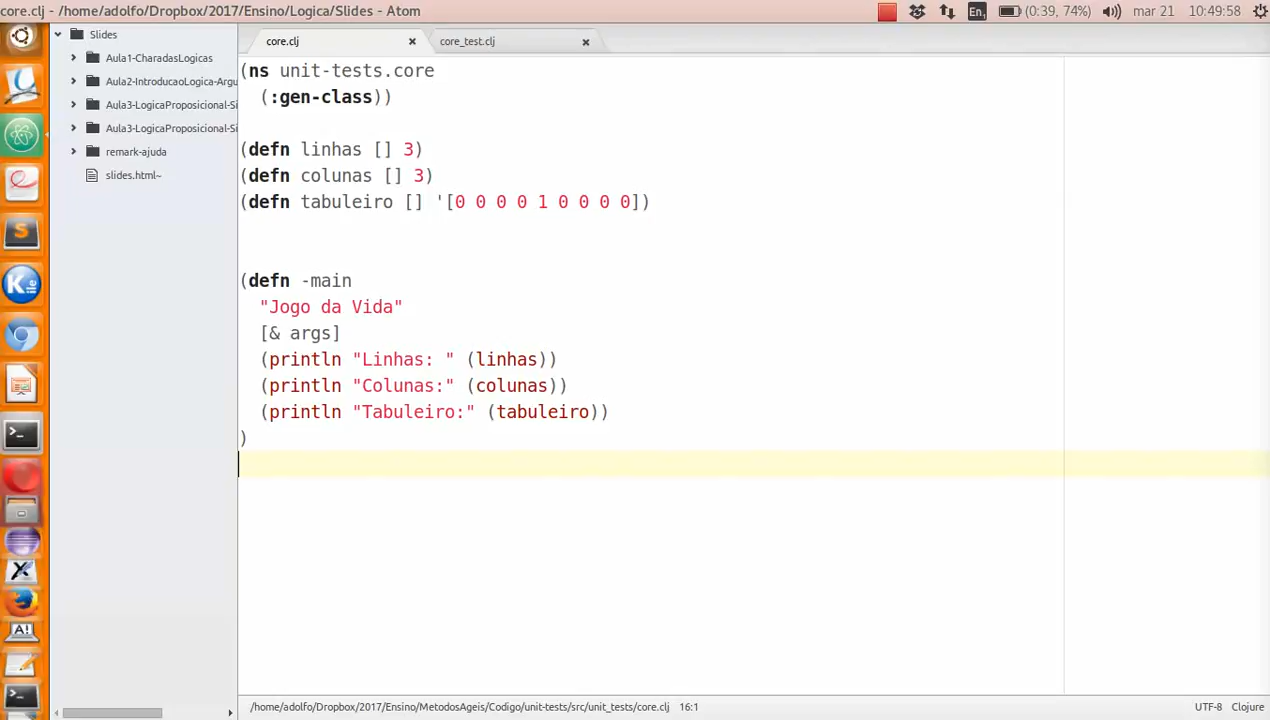 core.clj - /home/adolfo/Dropbox/2017/Ensino/Logica/Slides - Atom
En1
(0:39, 74%)
mar 21
10:49:58
Slides
Aula1-CharadasLogicas
Aula2-IntroducaoLogica-Argu
Aula3-LogicaProposicional-Si
Aula3-LogicaProposicional-Si
remark-ajuda
slides.html~
core.clj
core_test.clj
(ns unit-tests.core
(:gen-class))
(defn linhas [] 3)
(defn colunas [] 3)
(defn tabuleiro [] '[0 0 0 0 1 0 0 0 0])
(defn -main
"Jogo da Vida"
[& args]
(println "Linhas: " (linhas))
(println "Colunas:" (colunas))
(println "Tabuleiro:" (tabuleiro))
)
/home/adolfo/Dropbox/2017/Ensino/MetodosAgeis/Codigo/unit-tests/src/unit_tests/core.clj
16:1
UTF-8
Clojure